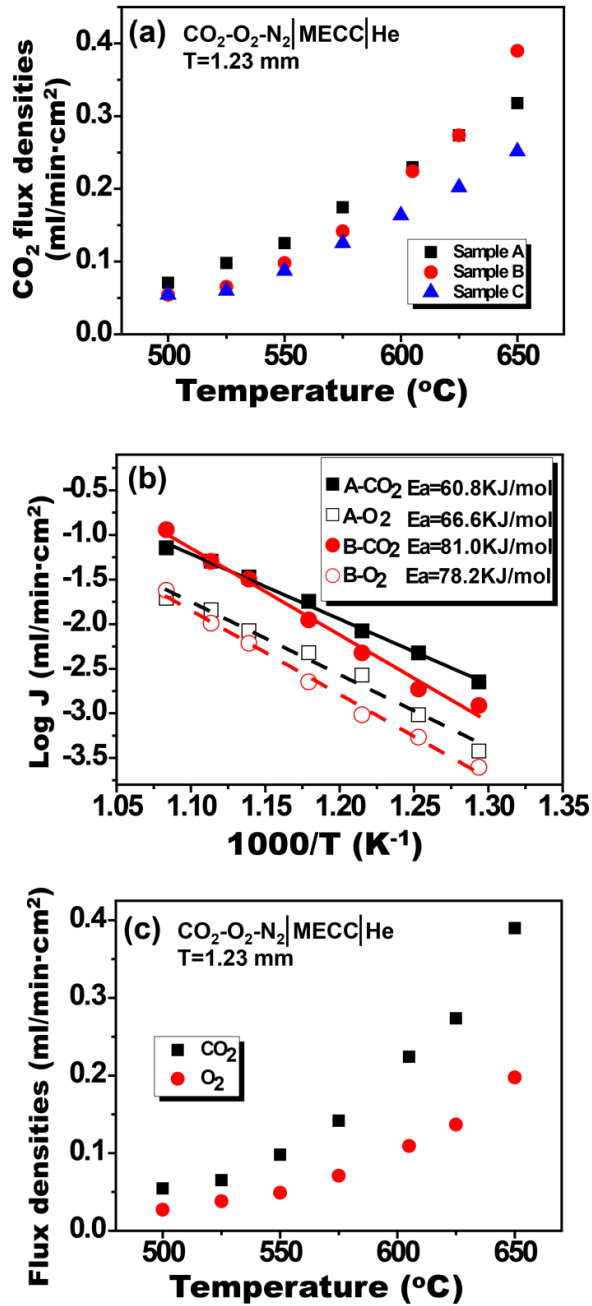 (a) CO₂-O₂-N₂|MECC|He
T=1.23 mm
CO₂ flux densities
(ml/min·cm²)
0.4
0.3
0.2
0.1
0.0
Sample A
Sample B
Sample C
500 550 600 650
Temperature (ºC)
(b)
A-CO₂ Ea=60.8KJ/mol
A-O₂ Ea=66.6KJ/mol
B-CO₂ Ea=81.0KJ/mol
B-O₂ Ea=78.2KJ/mol
Log J (ml/min·cm²)
-0.5
-1.0
-1.5
-2.0
-2.5
-3.0
-3.5
1.05 1.10 1.15 1.20 1.25 1.30 1.35
1000/T (K⁻¹)
(c) CO₂-O₂-N₂|MECC|He
T=1.23 mm
Flux densities (ml/min·cm²)
0.4
0.3
0.2
0.1
0.0
CO₂
O₂
500 550 600 650
Temperature (ºC)